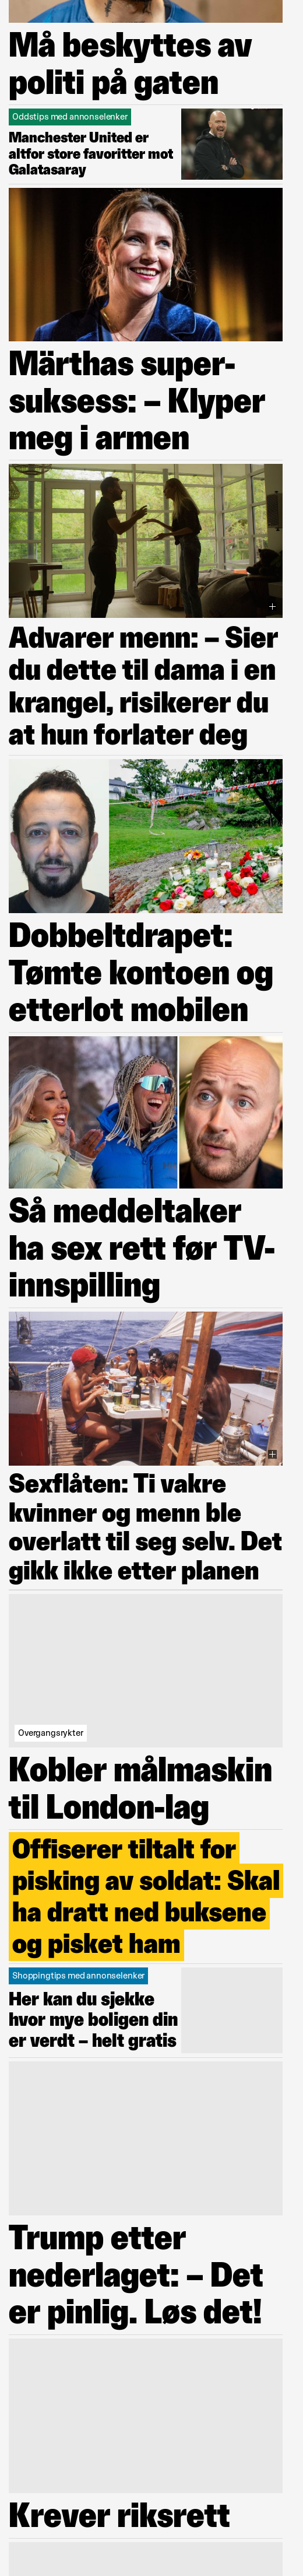 Må beskyttes av
politi på gaten
Oddstips med annonselenker
Manchester United er
altfor store favoritter mot
Galatasaray
Märthas super-
suksess: – Klyper
meg i armen
Advarer menn: – Sier
du dette til dama i en
krangel, risikerer du
at hun forlater deg
Dobbeltdrapet:
Tømte kontoen og
etterlot mobilen
Så meddeltaker
ha sex rett før TV-
innspilling
Sexflåten: Ti vakre
kvinner og menn ble
overlatt til seg selv. Det
gikk ikke etter planen
Overgangsrykter
Kobler målmaskin
til London-lag
Offiserer tiltalt for
pisking av soldat: Skal
ha dratt ned buksene
og pisket ham
Shoppingtips med annonselenker
Her kan du sjekke
hvor mye boligen din
er verdt – helt gratis
Trump etter
nederlaget: – Det
er pinlig. Løs det!
Krever riksrett